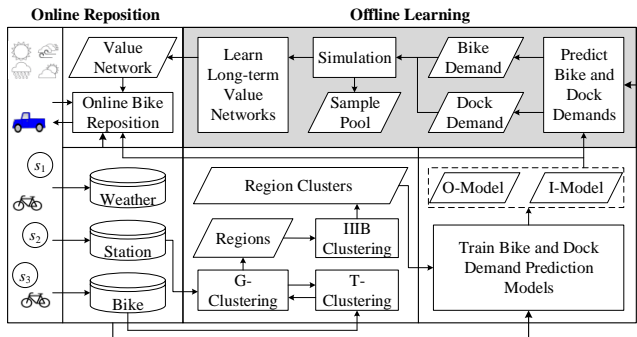 Online Reposition
Offline Learning
Value
Network
Learn
Long-term
Value
Networks
Simulation
Bike
Demand
Predict
Bike and
Dock
Demands
Online Bike
Reposition
Sample
Pool
Dock
Demand
s1
Weather
Region Clusters
O-Model
I-Model
s2
Station
Regions
IIIB
Clustering
Train Bike and Dock
Demand Prediction
Models
s3
Bike
G-
Clustering
T-
Clustering